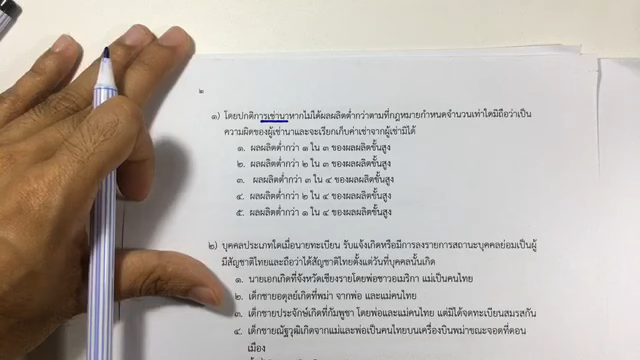 ๒
๑) โดยปกติการเช่านาหากไม่ได้ผลผลิตต่ำกว่าตามที่กฎหมายกำหนดจำนวนเท่าใดมิถือว่าเป็น
ความผิดของผู้เช่านาและจะเรียกเก็บค่าเช่าจากผู้เช่ามิได้
๑. ผลผลิตต่ำกว่า ๑ ใน ๓ ของผลผลิตขั้นสูง
๒. ผลผลิตต่ำกว่า ๒ ใน ๓ ของผลผลิตขั้นสูง
๓. ผลผลิตต่ำกว่า ๓ ใน ๔ ของผลผลิตขั้นสูง
๔. ผลผลิตต่ำกว่า ๒ ใน ๔ ของผลผลิตขั้นสูง
๕. ผลผลิตต่ำกว่า ๑ ใน ๔ ของผลผลิตขั้นสูง
๒) บุคคลประเภทใดเมื่อนายทะเบียน รับแจ้งเกิดหรือมีการลงรายการสถานะบุคคลย่อมเป็นผู้
มีสัญชาติไทยและถือว่าได้สัญชาติไทยตั้งแต่วันที่บุคคลนั้นเกิด
๑. นายเอกเกิดที่จังหวัดเชียงรายโดยพ่อชาวอเมริกา แม่เป็นคนไทย
๒. เด็กชายอดุลย์เกิดที่พม่า จากพ่อ และแม่คนไทย
๓. เด็กชายประจักษ์เกิดที่กัมพูชา โดยพ่อและแม่คนไทย แต่มิได้จดทะเบียนสมรสกัน
๔. เด็กชายณัฐวุฒิเกิดจากแม่และพ่อเป็นคนไทยบนเครื่องบินพม่าขณะจอดที่ดอน
เมือง